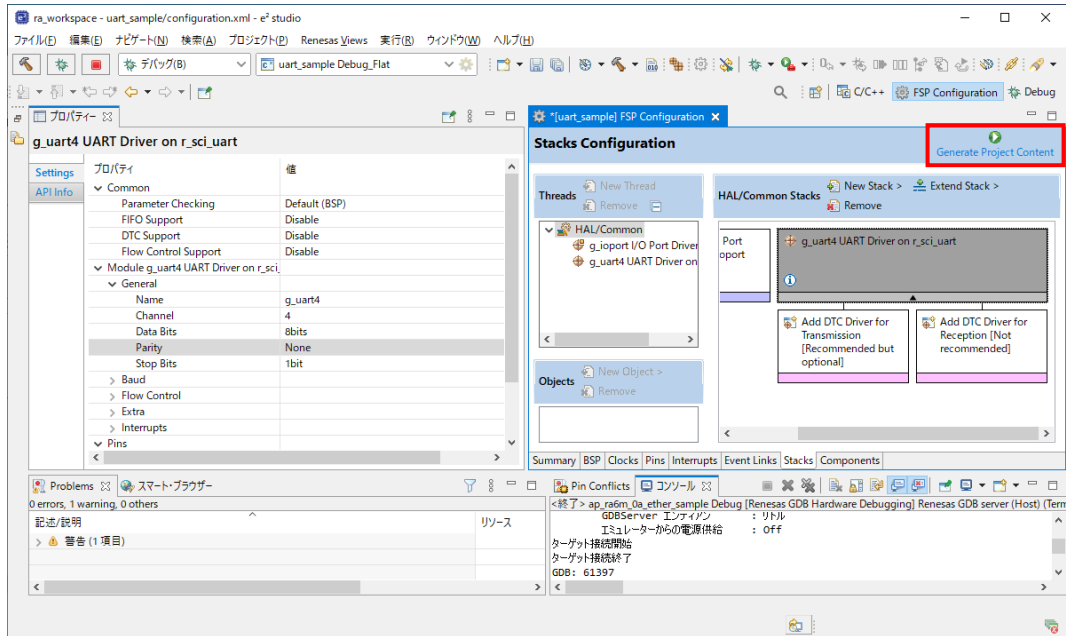 ra_workspace - uart_sample/configuration.xml - e² studio
ファイル(F) 編集(E) ナビゲート(N) 検索(A) プロジェクト(P) Renesas Views 実行(R) ウィンドウ(W) ヘルプ(H)
デバッグ(B) uart_sample Debug_Flat
C/C++ FSP Configuration Debug
プロパティー
g_uart4 UART Driver on r_sci_uart
Settings
API Info
プロパティ 値
Common
Parameter Checking Default (BSP)
FIFO Support Disable
DTC Support Disable
Flow Control Support Disable
Module g_uart4 UART Driver on r_sci_
General
Name g_uart4
Channel 4
Data Bits 8bits
Parity None
Stop Bits 1bit
Baud
Flow Control
Extra
Interrupts
Pins
*[uart_sample] FSP Configuration
Stacks Configuration
Generate Project Content
Threads
New Thread
Remove
HAL/Common
g_ioport I/O Port Driver
g_uart4 UART Driver on
Objects
New Object >
Remove
HAL/Common Stacks
New Stack > Extend Stack >
Remove
Port
oport
g_uart4 UART Driver on r_sci_uart
Add DTC Driver for
Transmission
[Recommended but
optional]
Add DTC Driver for
Reception [Not
recommended]
Summary BSP Clocks Pins Interrupts Event Links Stacks Components
Problems スマート・ブラウザー
0 errors, 1 warning, 0 others
記述/説明 リソース
警告 (1 項目)
Pin Conflicts コンソール
<終了> ap_ra6m_0a_ether_sample Debug [Renesas GDB Hardware Debugging] Renesas GDB server (Host) (Term
GDBServer エンディアン : リトル
エミュレーターからの電源供給 : Off
ターゲット接続開始
ターゲット接続終了
GDB: 61397